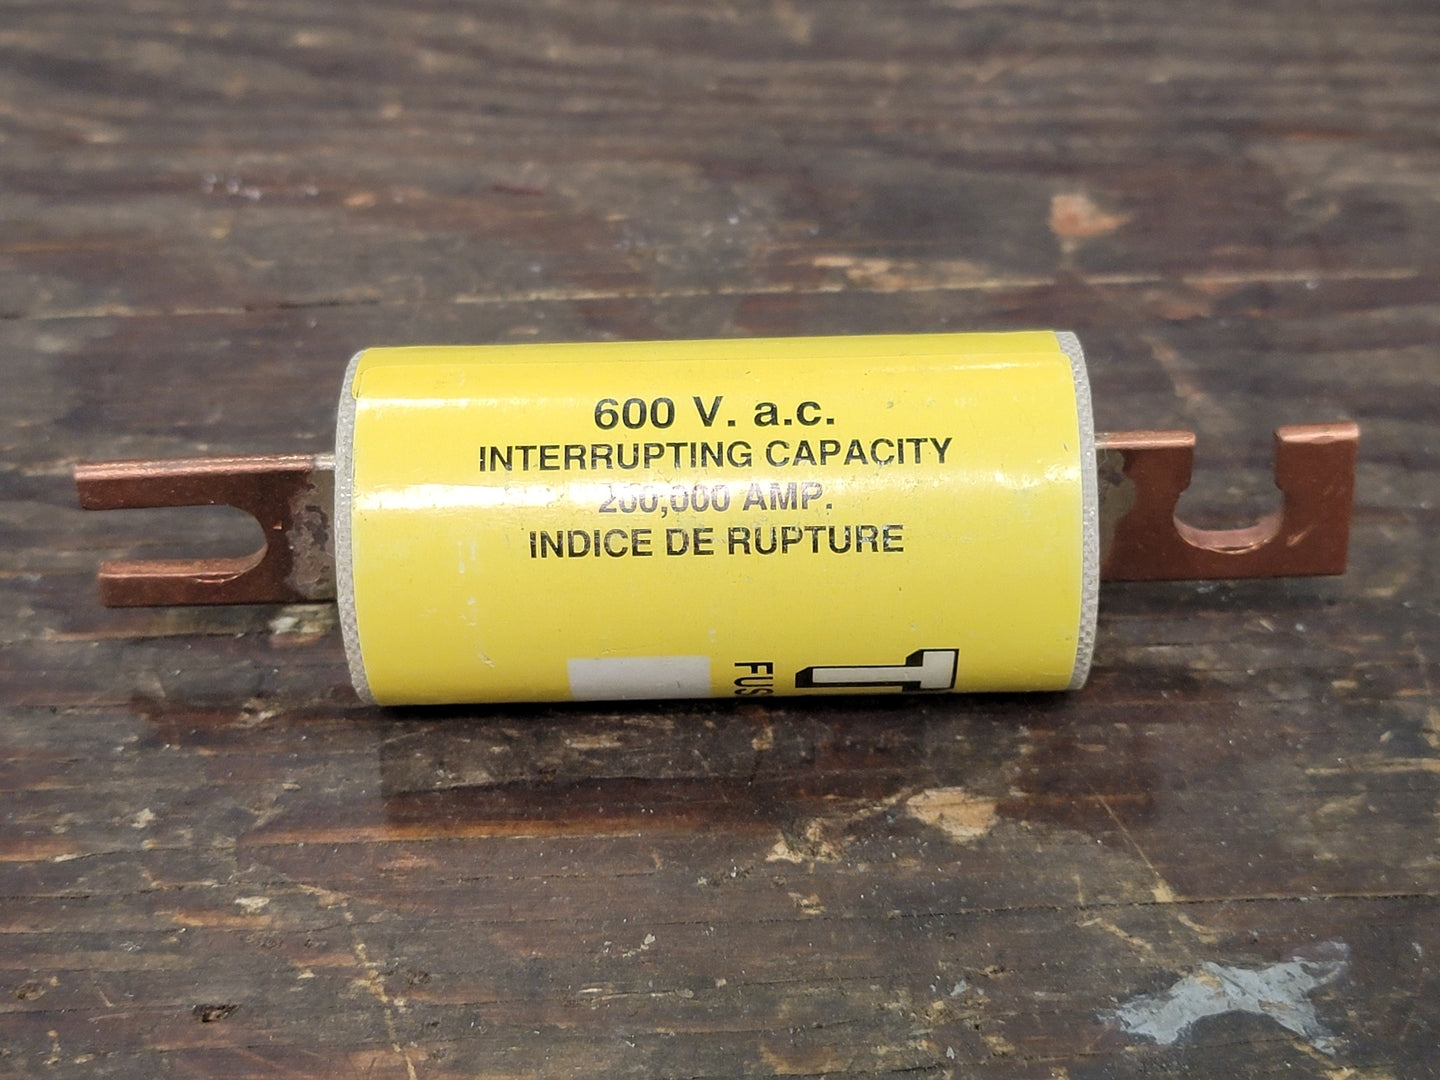 600 V. a.c.
INTERRUPTING CAPACITY
200,000 AMP.
INDICE DE RUPTURE